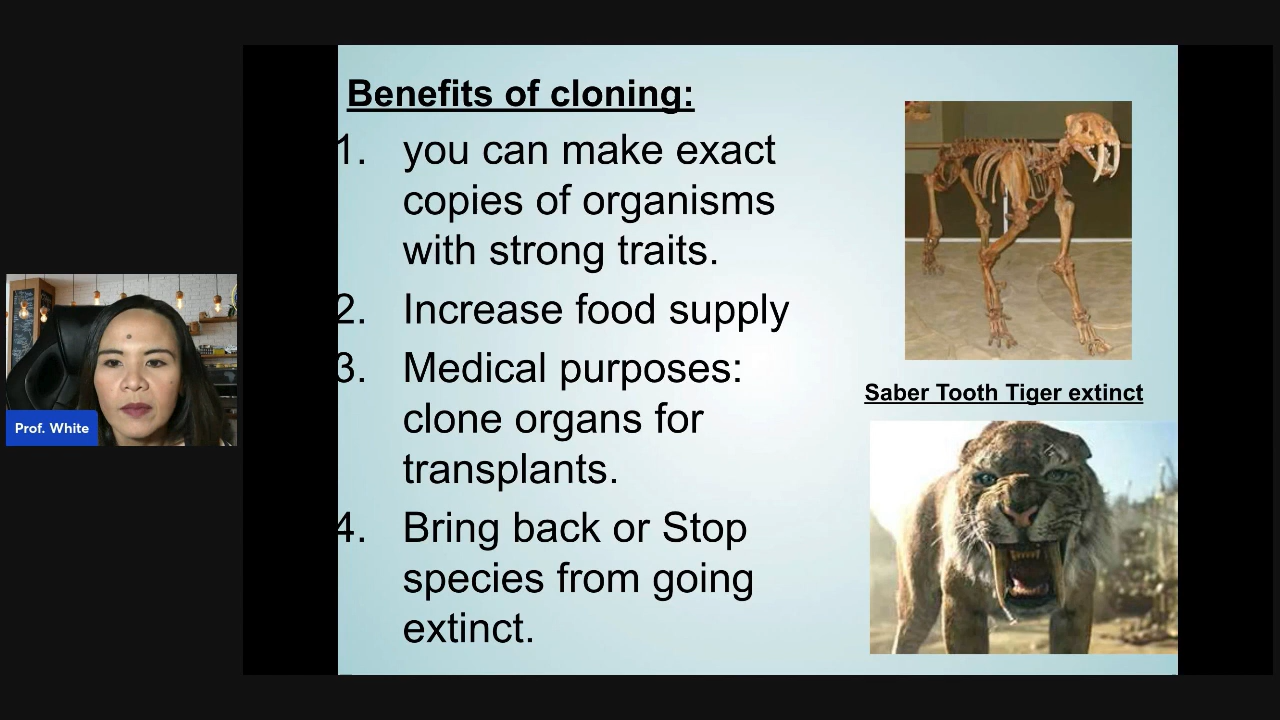 Benefits of cloning:
1. you can make exact
copies of organisms
with strong traits.
2. Increase food supply
3. Medical purposes:
clone organs for
transplants.
4. Bring back or Stop
species from going
extinct.
Saber Tooth Tiger extinct
Prof. White